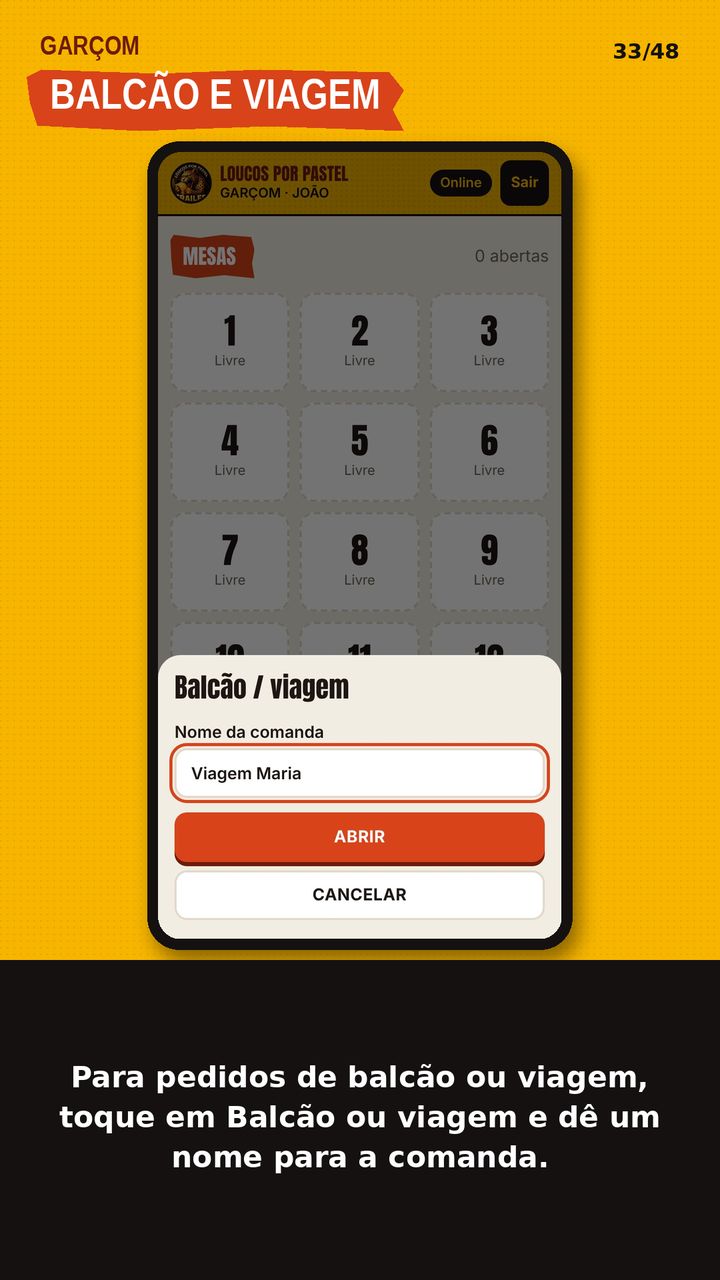 GARÇOM
33/48
BALCÃO E VIAGEM
LOUCOS POR PASTEL
GARÇOM · JOÃO
Online
Sair
MESAS
0 abertas
1
2
3
Livre
Livre
Livre
4
5
6
Livre
Livre
Livre
7
8
9
Livre
Livre
Livre
10
11
12
Balcão / viagem
Nome da comanda
Viagem Maria
ABRIR
CANCELAR
Para pedidos de balcão ou viagem,
toque em Balcão ou viagem e dê um
nome para a comanda.